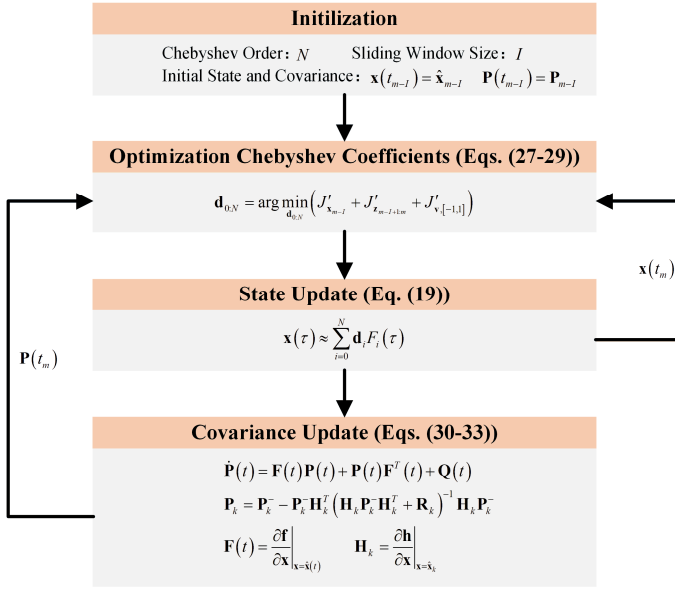 Initilization
Chebyshev Order: N Sliding Window Size: I
Initial State and Covariance: x(t_{m-I}) = x̂_{m-I} P(t_{m-I}) = P_{m-I}
Optimization Chebyshev Coefficients (Eqs. (27-29))
d_{0:N} = arg min_{d_{0:N}} (J′_{x_{m-I}} + J′_{z_{m-I+1:m}} + J′_{v,[-1,1]})
x(t_m)
State Update (Eq. (19))
x(τ) ≈ ∑_{i=0}^{N} d_i F_i(τ)
P(t_m)
Covariance Update (Eqs. (30-33))
Ṗ(t) = F(t)P(t) + P(t)F^T(t) + Q(t)
P_k = P_k^- − P_k^- H_k^T (H_k P_k^- H_k^T + R_k)^{-1} H_k P_k^-
F(t) = ∂f/∂x |_{x=x̂(t)} H_k = ∂h/∂x |_{x=x̂_k}